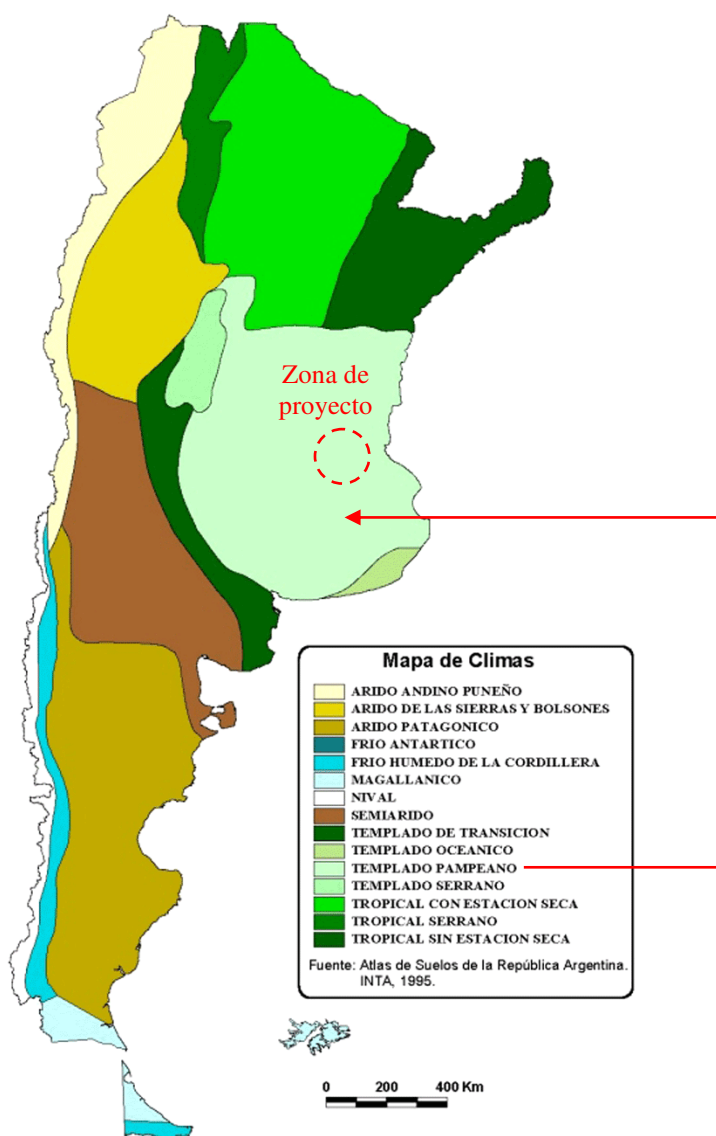 Zona de
proyecto
Mapa de Climas
ARIDO ANDINO PUNEÑO
ARIDO DE LAS SIERRAS Y BOLSONES
ARIDO PATAGONICO
FRIO ANTARTICO
FRIO HUMEDO DE LA CORDILLERA
MAGALLANICO
NIVAL
SEMIARIDO
TEMPLADO DE TRANSICION
TEMPLADO OCEANICO
TEMPLADO PAMPEANO
TEMPLADO SERRANO
TROPICAL CON ESTACION SECA
TROPICAL SERRANO
TROPICAL SIN ESTACION SECA
Fuente: Atlas de Suelos de la República Argentina.
INTA, 1995.
0 200 400 Km